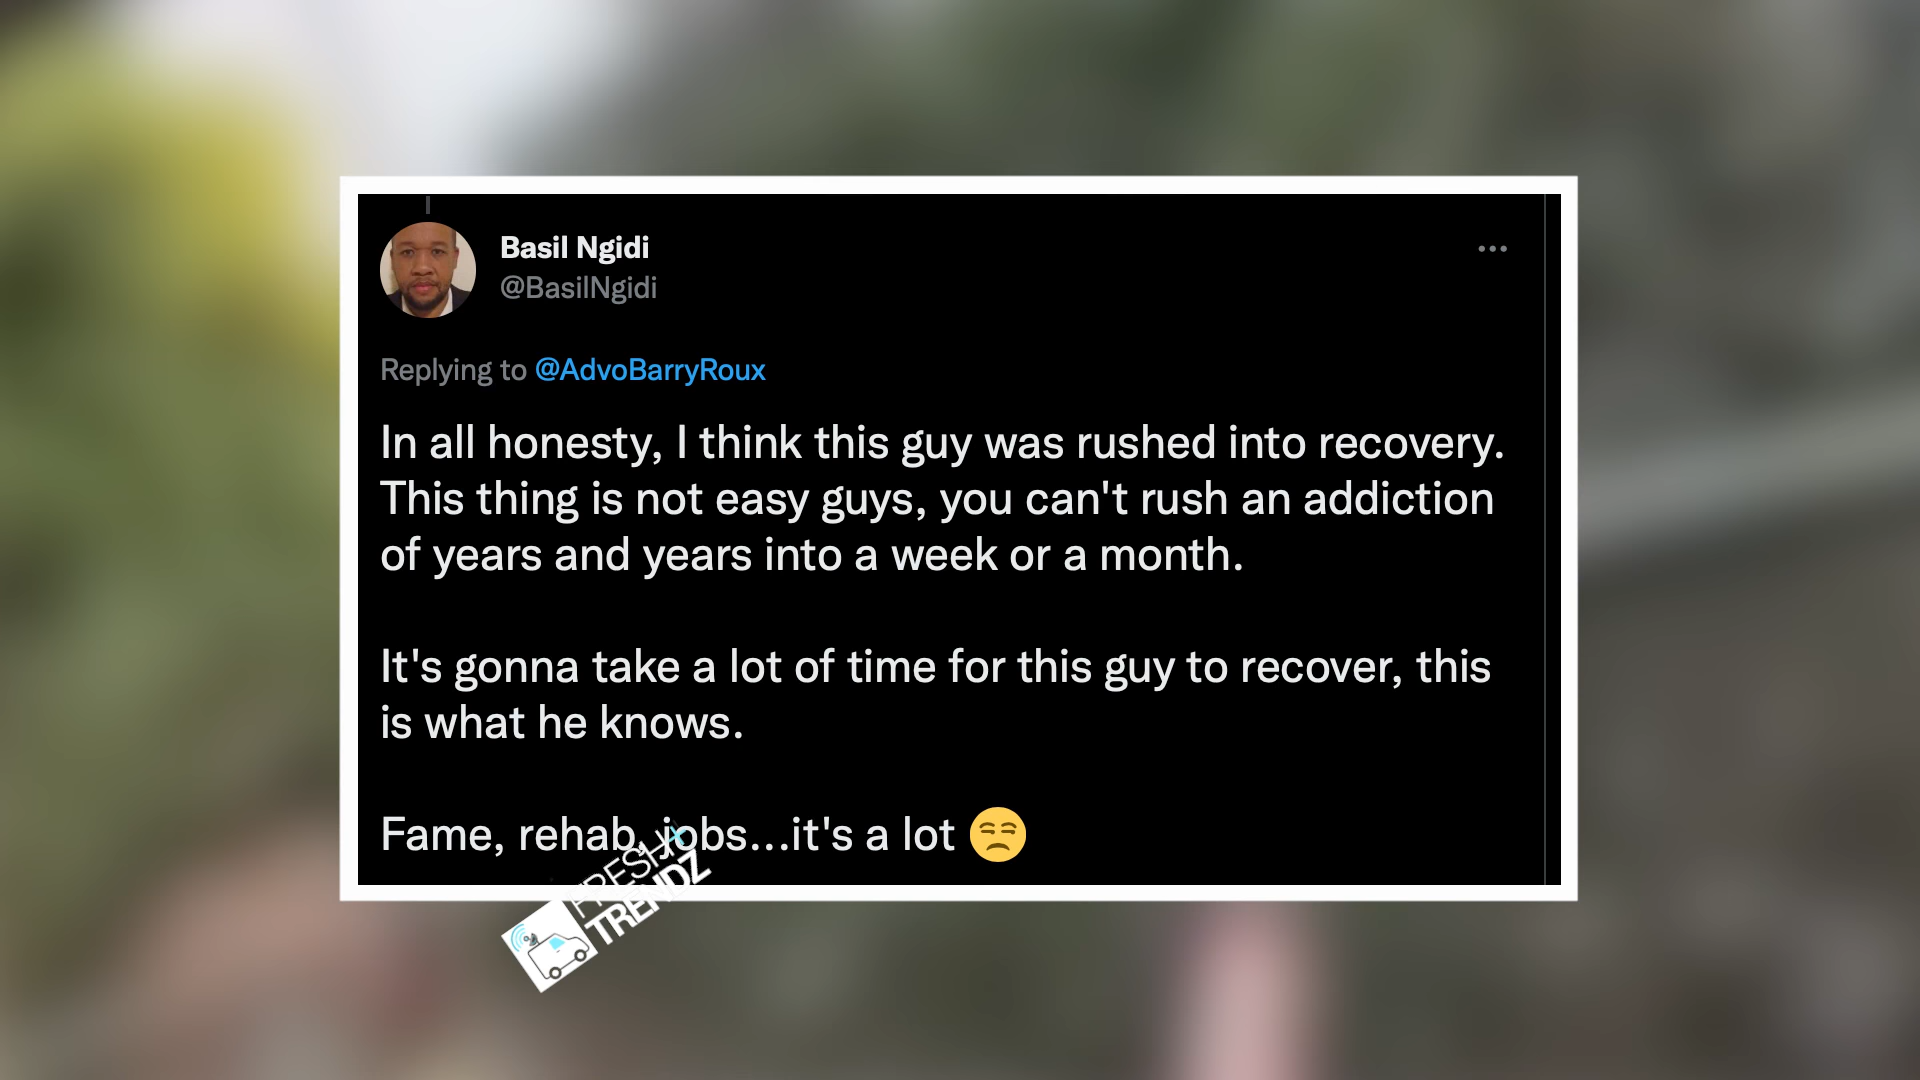 Basil Ngidi
@BasilNgidi
Replying to @AdvoBarryRoux
In all honesty, I think this guy was rushed into recovery.
This thing is not easy guys, you can't rush an addiction
of years and years into a week or a month.
It's gonna take a lot of time for this guy to recover, this
is what he knows.
Fame, rehab, jobs...it's a lot 😒
FRESH
TRENDZ